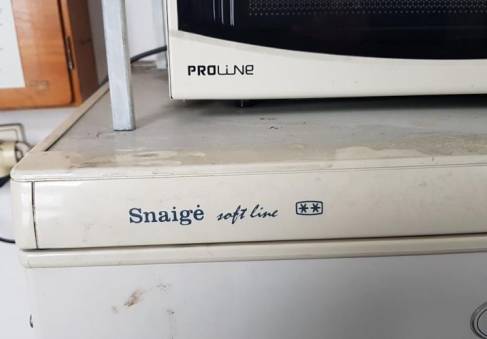 PROLINE
Snaigė soft line **